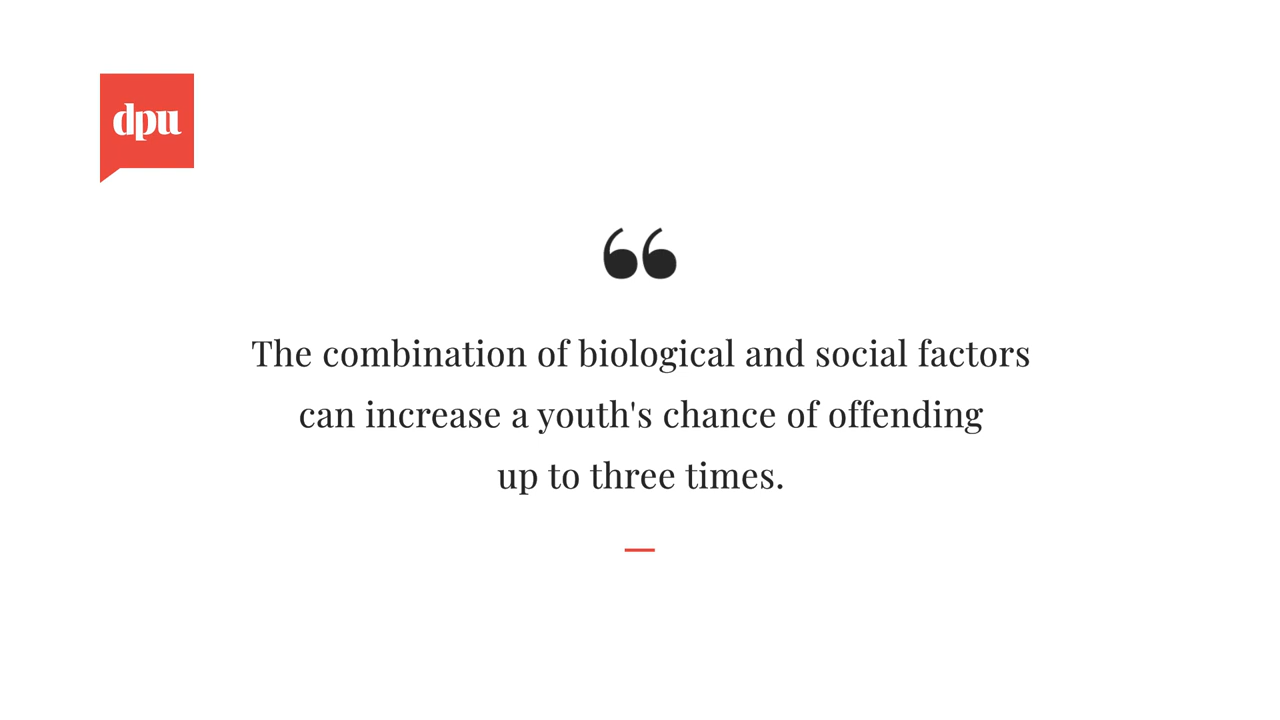 dpu
“
The combination of biological and social factors
can increase a youth's chance of offending
up to three times.